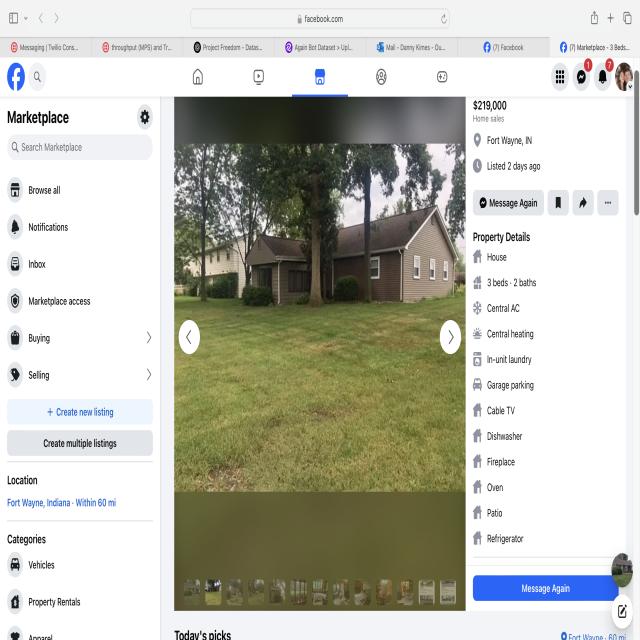 facebook.com
Messaging | Twilio Cons...
throughput (MPS) and Tr...
Project Freedom - Datas...
Again Bot Dataset > Upl...
Mail - Danny Kimes - Ou...
(7) Facebook
(7) Marketplace - 3 Beds...
1
7
Marketplace
Search Marketplace
Browse all
Notifications
Inbox
Marketplace access
Buying
Selling
+ Create new listing
Create multiple listings
Location
Fort Wayne, Indiana · Within 60 mi
Categories
Vehicles
Property Rentals
Apparel
$219,000
Home sales
Fort Wayne, IN
Listed 2 days ago
Message Again
Property Details
House
3 beds · 2 baths
Central AC
Central heating
In-unit laundry
Garage parking
Cable TV
Dishwasher
Fireplace
Oven
Patio
Refrigerator
Message Again
Today's picks
Fort Wayne · 60 mi